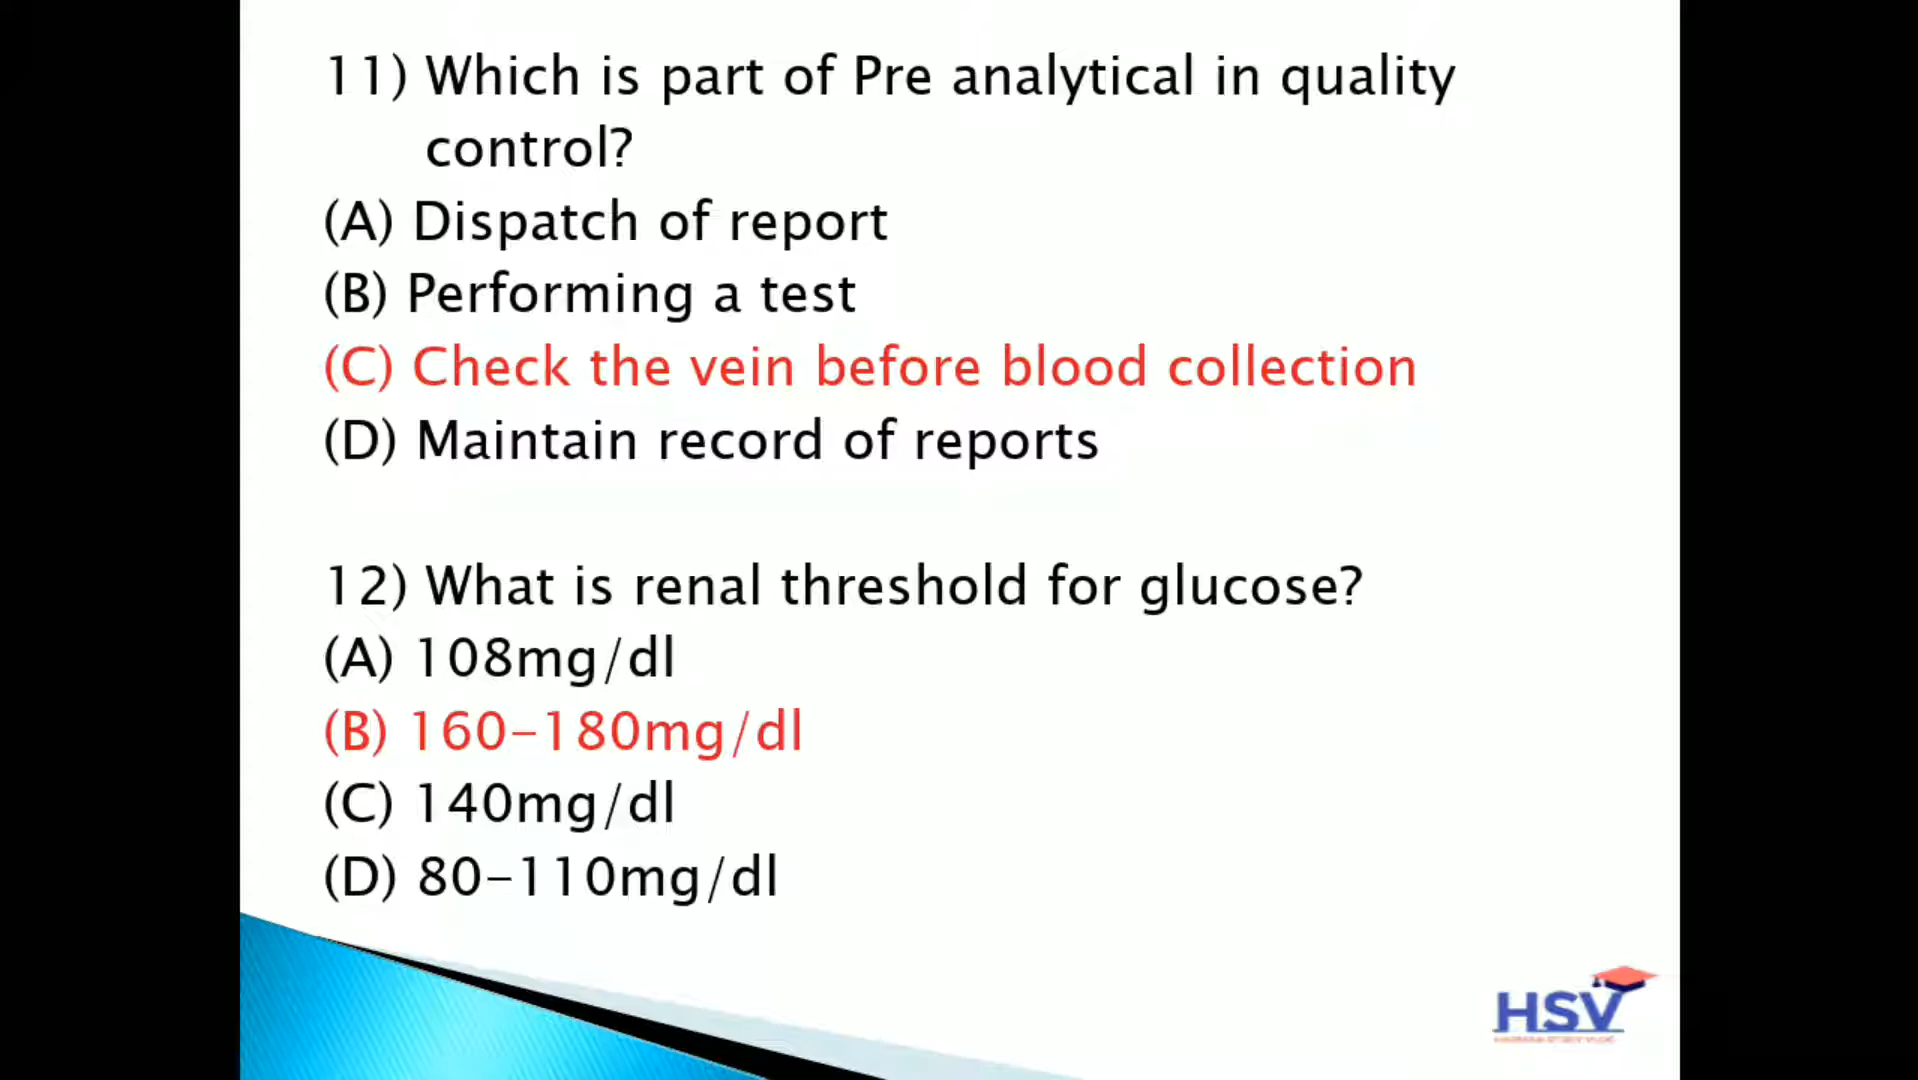 11) Which is part of Pre analytical in quality
control?
(A) Dispatch of report
(B) Performing a test
(C) Check the vein before blood collection
(D) Maintain record of reports
12) What is renal threshold for glucose?
(A) 108mg/dl
(B) 160-180mg/dl
(C) 140mg/dl
(D) 80-110mg/dl
HSV